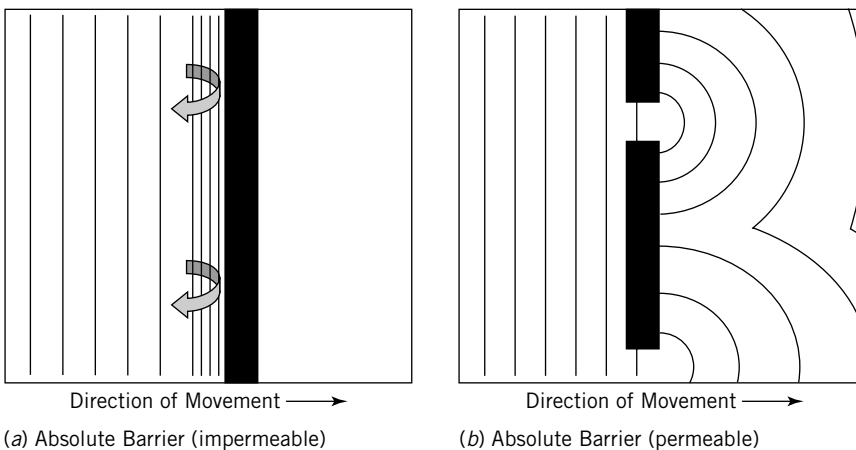 Direction of Movement
(a) Absolute Barrier (impermeable)
Direction of Movement
(b) Absolute Barrier (permeable)